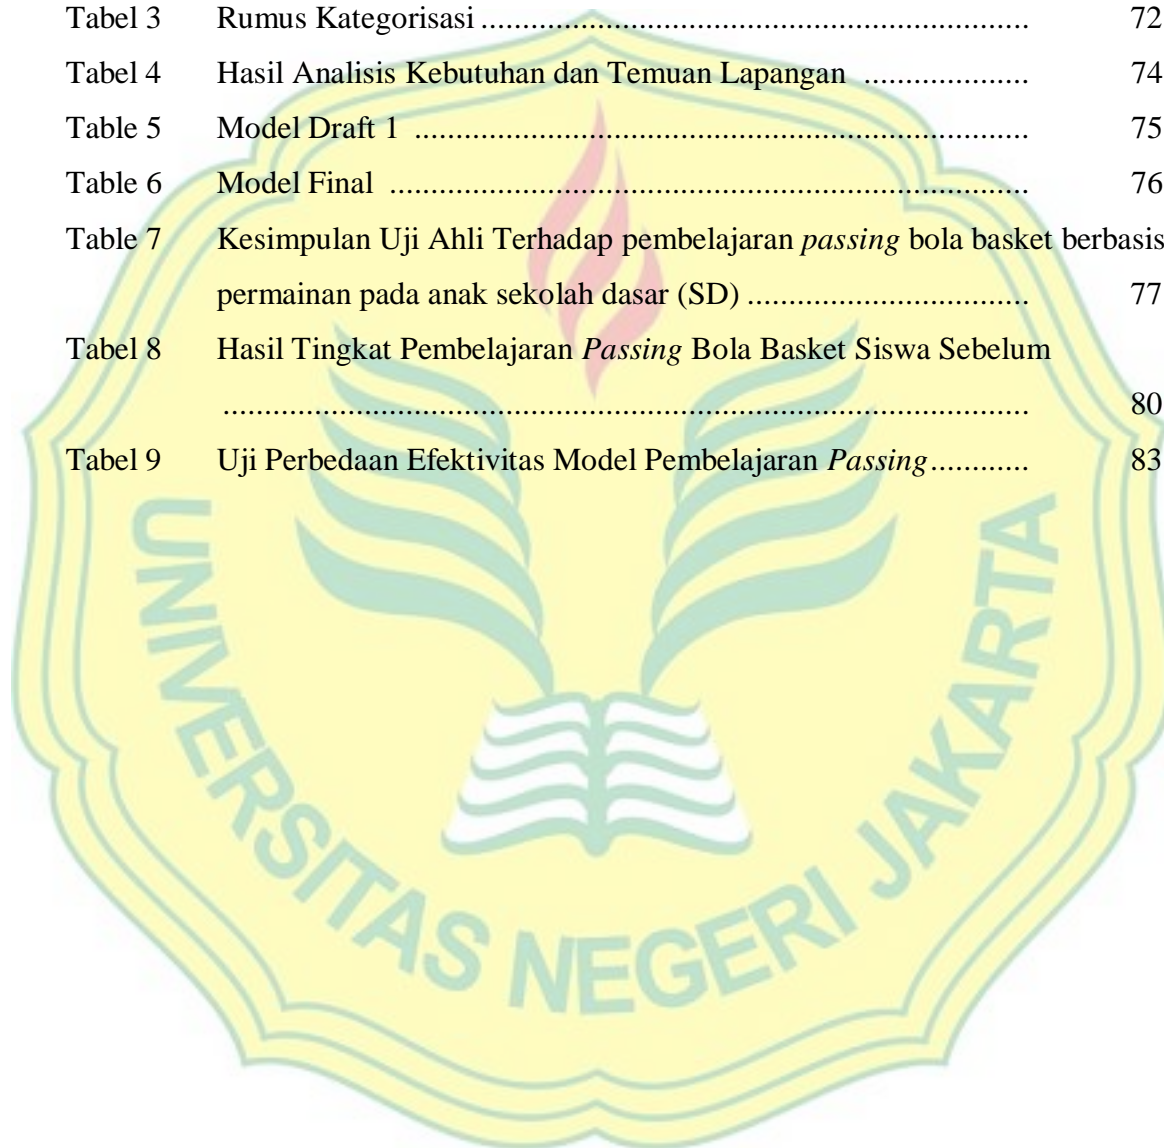 Tabel 3 Rumus Kategorisasi ................................................................... 72
Tabel 4 Hasil Analisis Kebutuhan dan Temuan Lapangan .................... 74
Table 5 Model Draft 1 ........................................................................... 75
Table 6 Model Final .............................................................................. 76
Table 7 Kesimpulan Uji Ahli Terhadap pembelajaran passing bola basket berbasis
permainan pada anak sekolah dasar (SD) .................................. 77
Tabel 8 Hasil Tingkat Pembelajaran Passing Bola Basket Siswa Sebelum
................................................................................................... 80
Tabel 9 Uji Perbedaan Efektivitas Model Pembelajaran Passing............ 83
UNIVERSITAS NEGERI JAKARTA